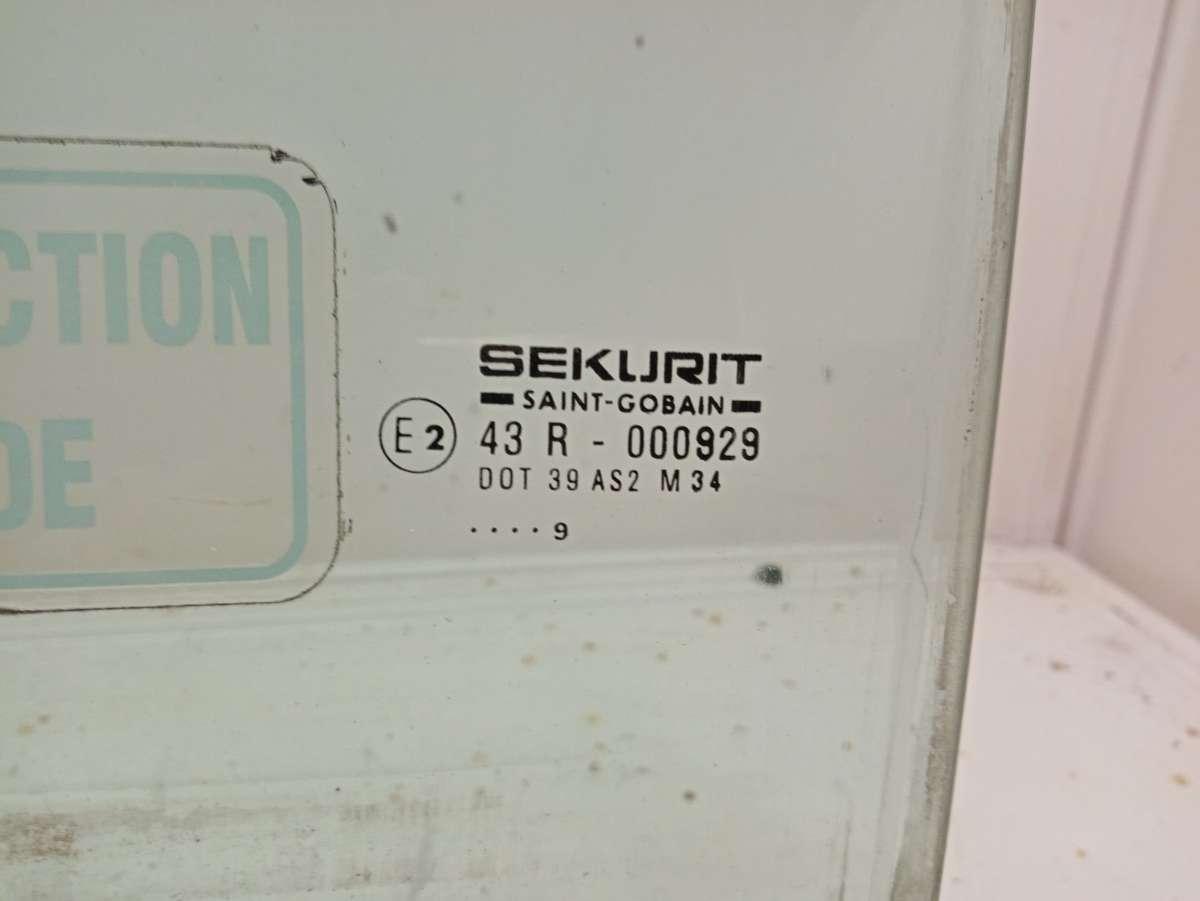 CTION
DE
SEKURIT
SAINT-GOBAIN
E2 43 R - 000929
DOT 39 AS2 M34
....9